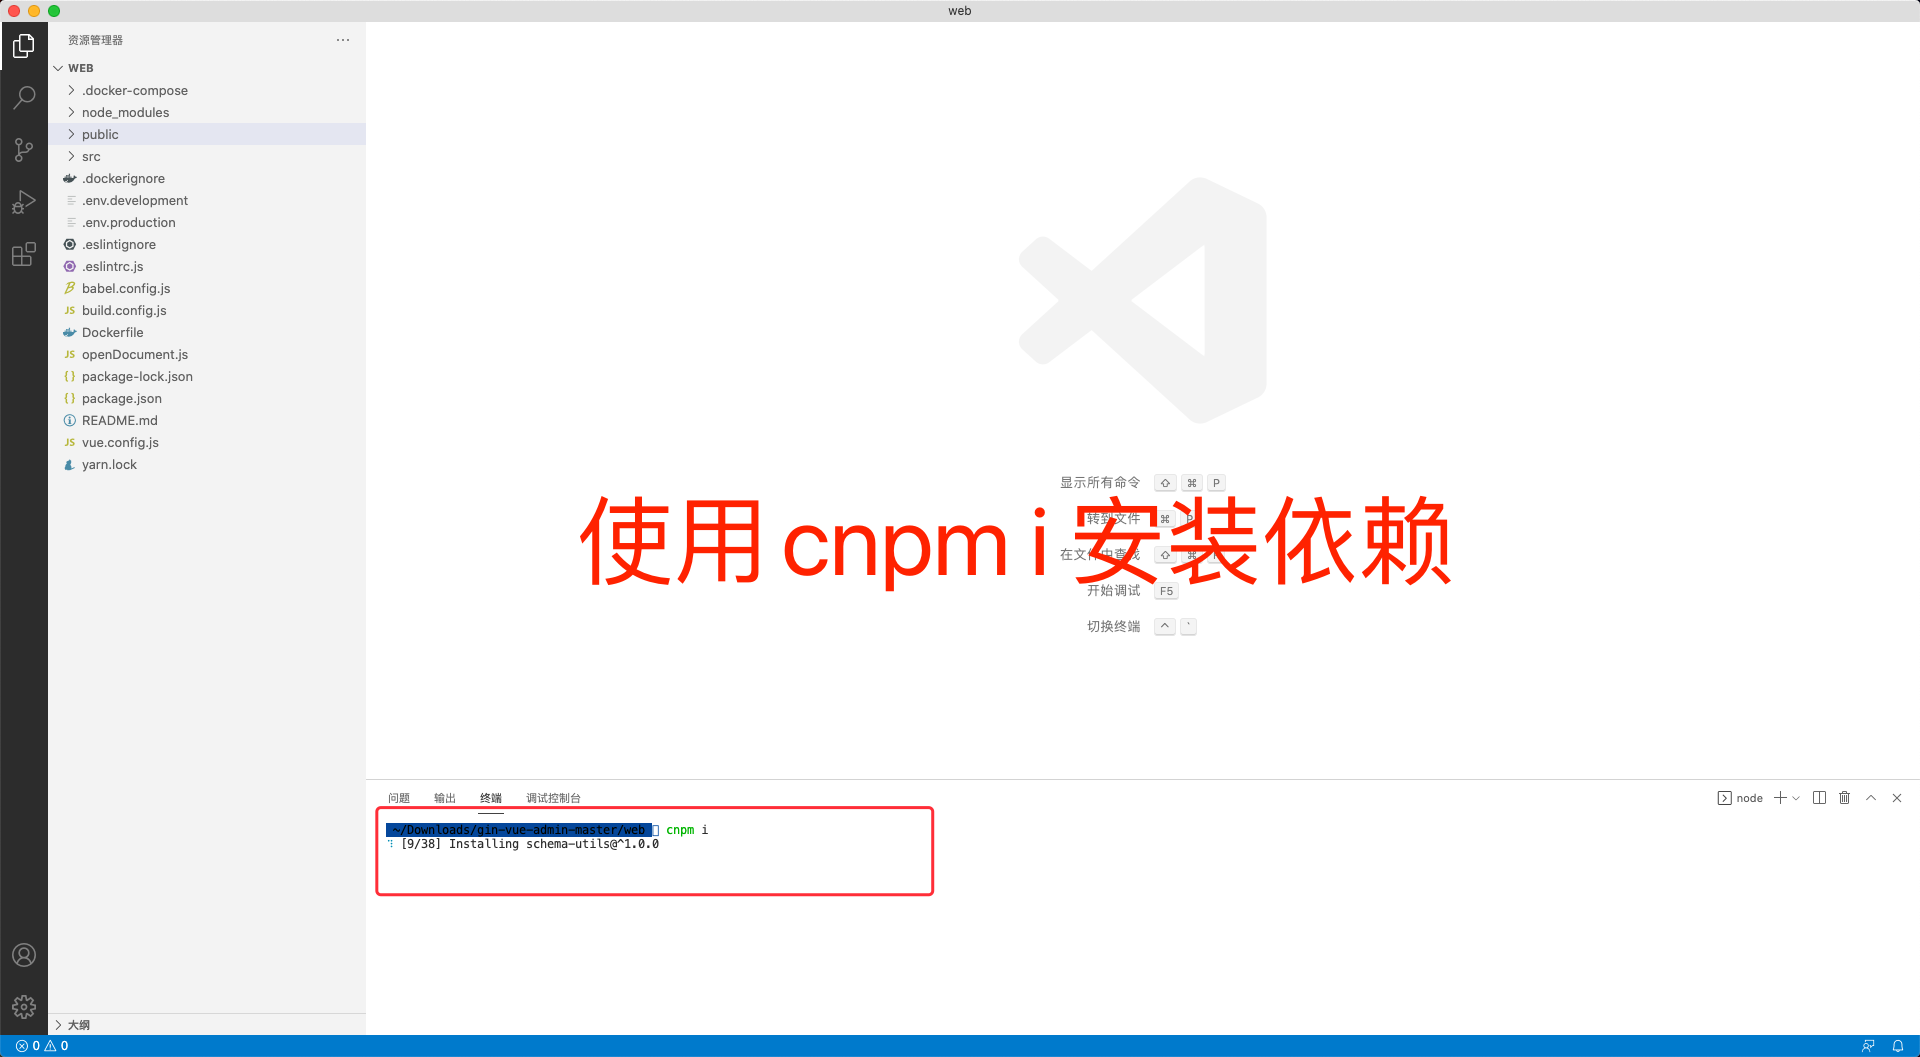 web
资源管理器
WEB
.docker-compose
node_modules
public
src
.dockerignore
.env.development
.env.production
.eslintignore
.eslintrc.js
babel.config.js
JS build.config.js
Dockerfile
JS openDocument.js
{} package-lock.json
{} package.json
README.md
JS vue.config.js
yarn.lock
大纲
显示所有命令 ⇧ ⌘ P
转到文件 ⌘ P
在文件中查找 ⇧ ⌘
开始调试 F5
切换终端 ^ `
使用 cnpm i 安装依赖
问题 输出 终端 调试控制台
node
~/Downloads/gin-vue-admin-master/web cnpm i
[9/38] Installing schema-utils@^1.0.0
0 0